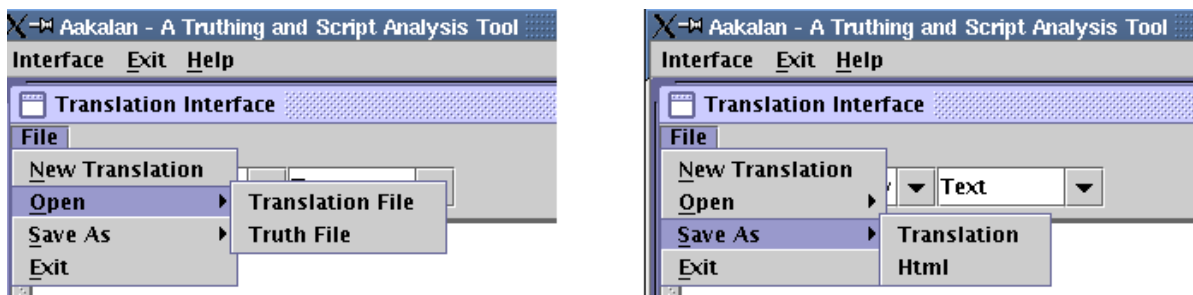 Aakalan - A Truthing and Script Analysis Tool
Interface Exit Help
Translation Interface
File
New Translation
Open
Translation File
Save As
Truth File
Exit
Aakalan - A Truthing and Script Analysis Tool
Interface Exit Help
Translation Interface
File
New Translation
Text
Open
Save As
Translation
Exit
Html